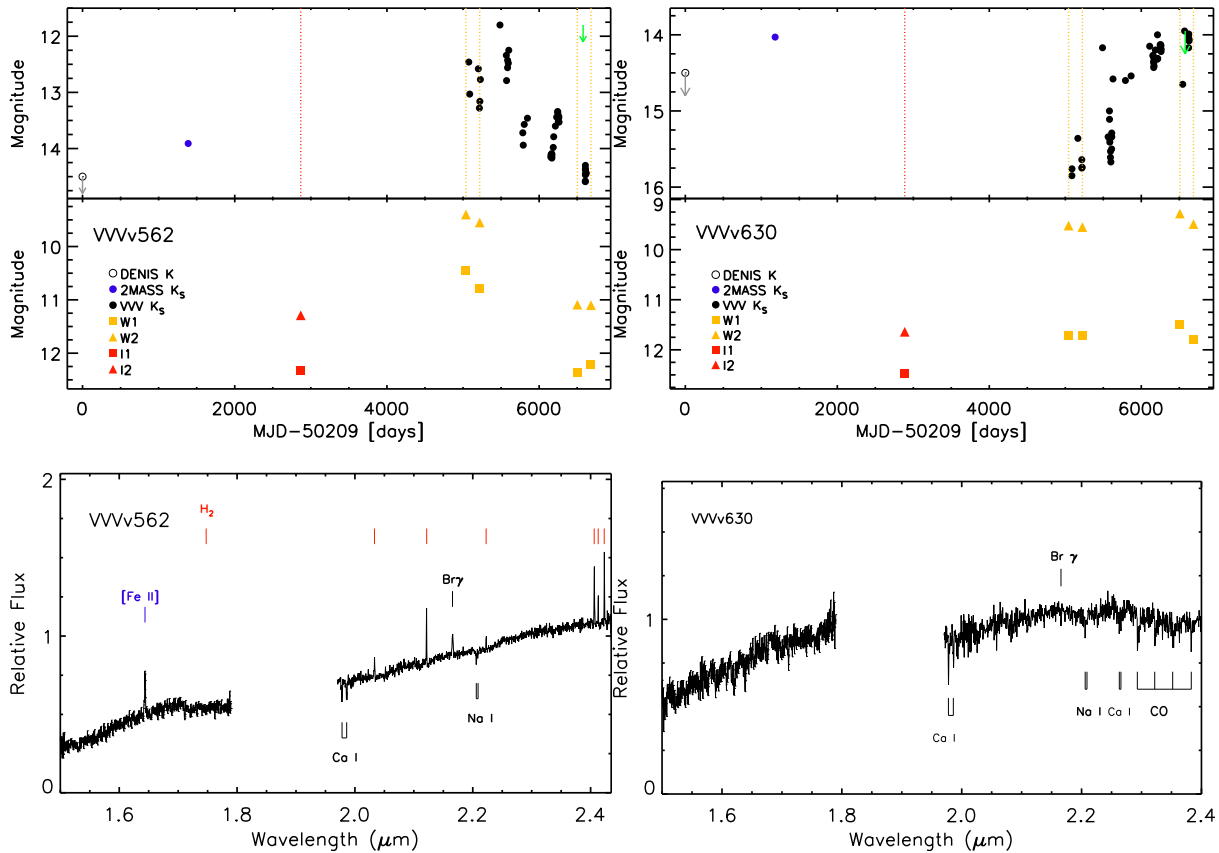 12
13
14
Magnitude
10
11
12
Magnitude
VVVv562
DENIS K
2MASS Ks
VVV Ks
W1
W2
I1
I2
0
2000
4000
6000
MJD-50209 [days]
14
15
16
Magnitude
9
10
11
12
Magnitude
VVVv630
DENIS K
2MASS Ks
VVV Ks
W1
W2
I1
I2
0
2000
4000
6000
MJD-50209 [days]
2
1
0
Relative Flux
VVVv562
H2
[Fe II]
Brγ
Ca I
Na I
1.6
1.8
2.0
2.2
2.4
Wavelength (μm)
1
0
Relative Flux
VVVv630
Br γ
Ca I
Na I
Ca I
CO
1.6
1.8
2.0
2.2
2.4
Wavelength (μm)